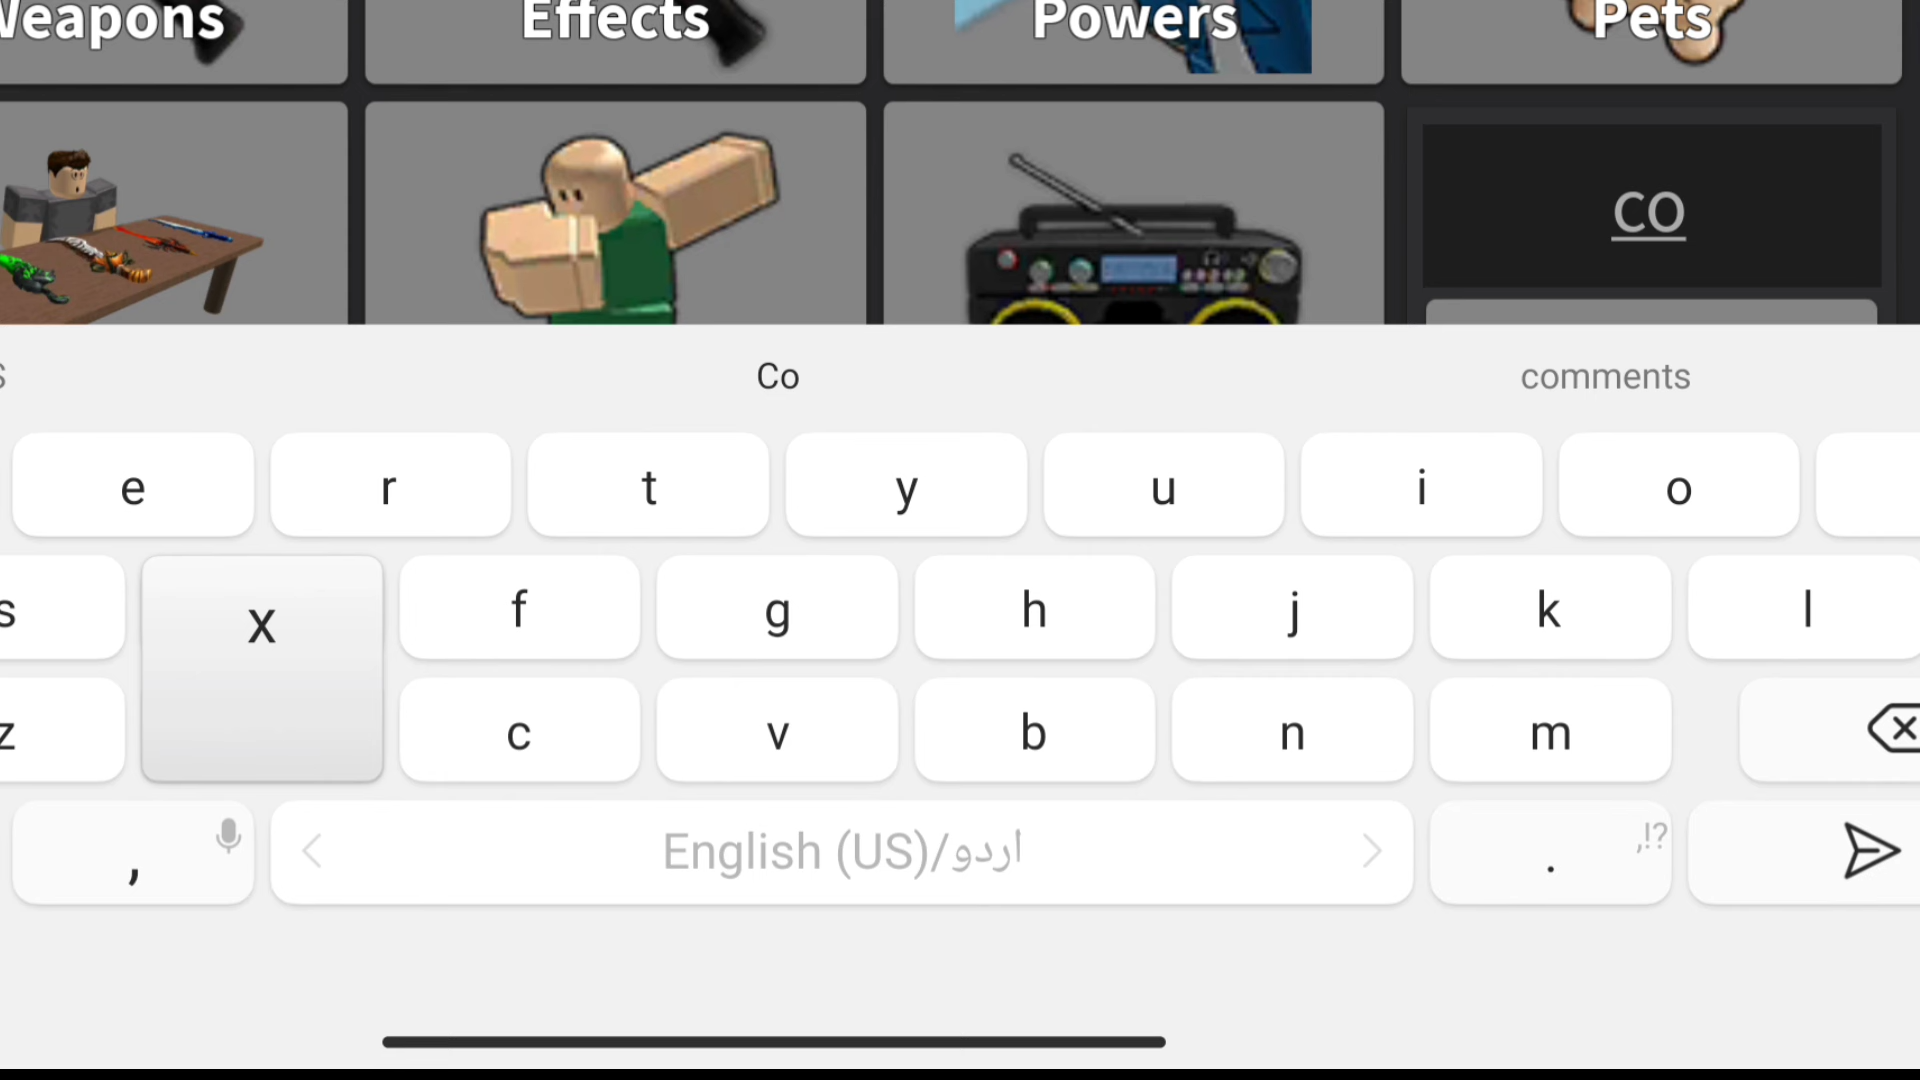 Weapons
Effects
Powers
Pets
CO
Co
comments
e r t y u i o
s x f g h j k l
z c v b n m
, English (US)/اردو . ,!?